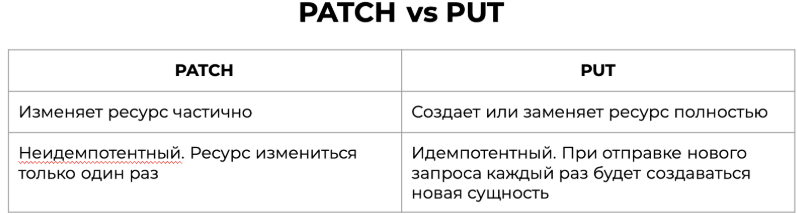 PATCH vs PUT
PATCH
PUT
Изменяет ресурс частично
Создает или заменяет ресурс полностью
Неидемпотентный. Ресурс измениться
только один раз
Идемпотентный. При отправке нового
запроса каждый раз будет создаваться
новая сущность